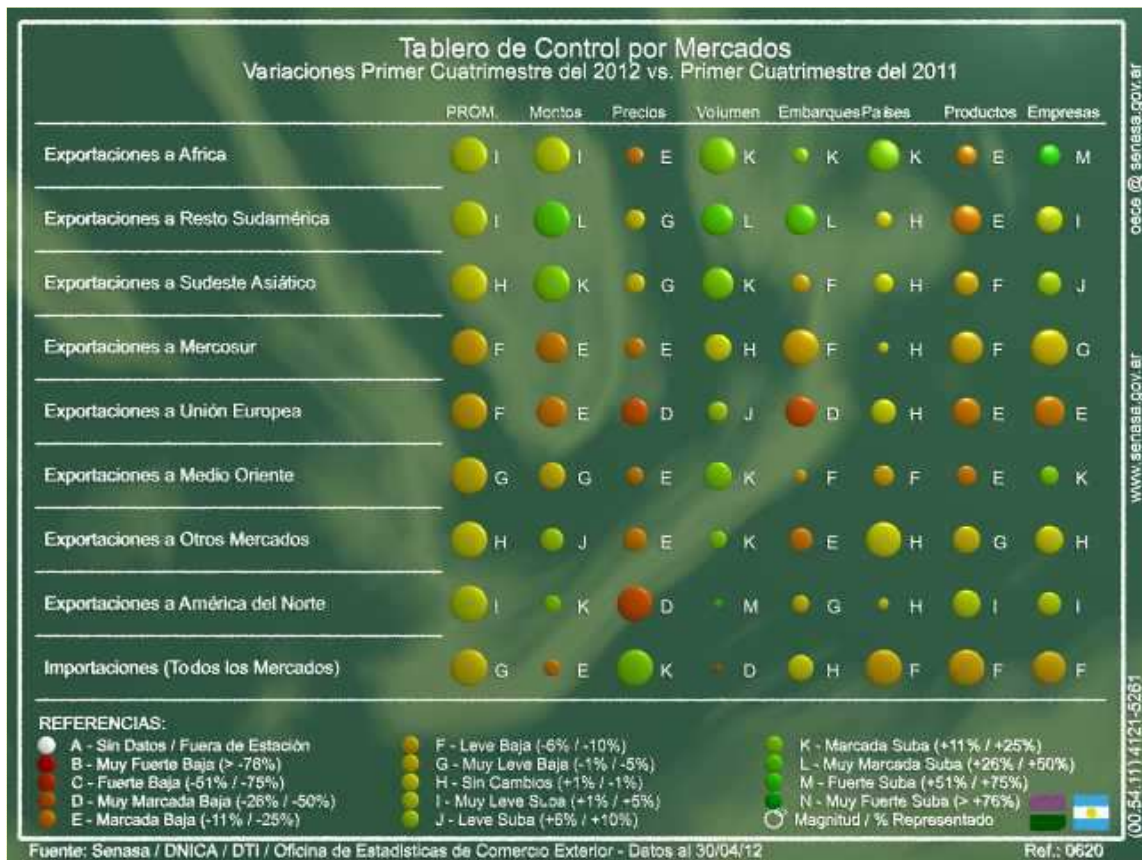 Tablero de Control por Mercados
Variaciones Primer Cuatrimestre del 2012 vs. Primer Cuatrimestre del 2011
PROM. Montos Precios Volumen Embarques Países Productos Empresas
Exportaciones a Africa I I E K K K E M
Exportaciones a Resto Sudamérica I L G L L H E I
Exportaciones a Sudeste Asiático H K G K F H F J
Exportaciones a Mercosur F E E H F H F G
Exportaciones a Unión Europea F E D J D H E E
Exportaciones a Medio Oriente G G E K F F E K
Exportaciones a Otros Mercados H J E K E H G H
Exportaciones a América del Norte I K D M G H I I
Importaciones (Todos los Mercados) G E K D H F F F
REFERENCIAS:
A - Sin Datos / Fuera de Estación
B - Muy Fuerte Baja (> -76%)
C - Fuerte Baja (-51% / -75%)
D - Muy Marcada Baja (-26% / -50%)
E - Marcada Baja (-11% / -25%)
F - Leve Baja (-6% / -10%)
G - Muy Leve Baja (-1% / -5%)
H - Sin Cambios (+1% / -1%)
I - Muy Leve Suba (+1% / +5%)
J - Leve Suba (+6% / +10%)
K - Marcada Suba (+11% / +25%)
L - Muy Marcada Suba (+26% / +50%)
M - Fuerte Suba (+51% / +75%)
N - Muy Fuerte Suba (> +76%)
Magnitud / % Representado
Fuente: Senasa / DNICA / DTI / Oficina de Estadísticas de Comercio Exterior - Datos al 30/04/12 Ref.: 0620
oece @ senasa.gov.ar
www.senasa.gov.ar
(00.54.11) 4121-5261